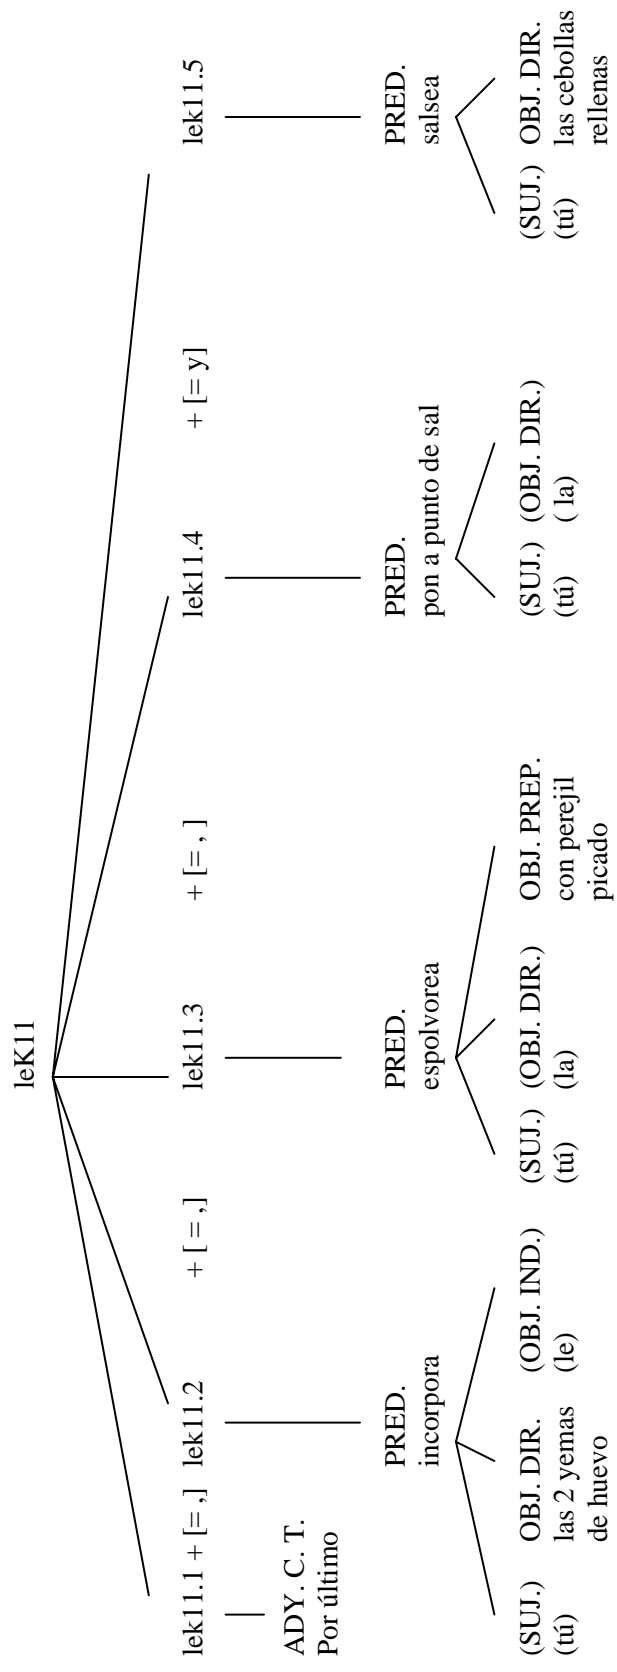 leK11
lek11.1 + [= ,] lek11.2 + [ = ,] lek11.3 + [= , ] lek11.4 + [= y] lek11.5
ADY. C. T.
Por último
PRED.
incorpora
PRED.
espolvorea
PRED.
pon a punto de sal
PRED.
salsea
(SUJ.)
(tú)
OBJ. DIR.
las 2 yemas
de huevo
(OBJ. IND.)
(le)
(SUJ.)
(tú)
(OBJ. DIR.)
(la)
OBJ. PREP.
con perejil
picado
(SUJ.)
(tú)
(OBJ. DIR.)
( la)
(SUJ.)
(tú)
OBJ. DIR.
las cebollas
rellenas